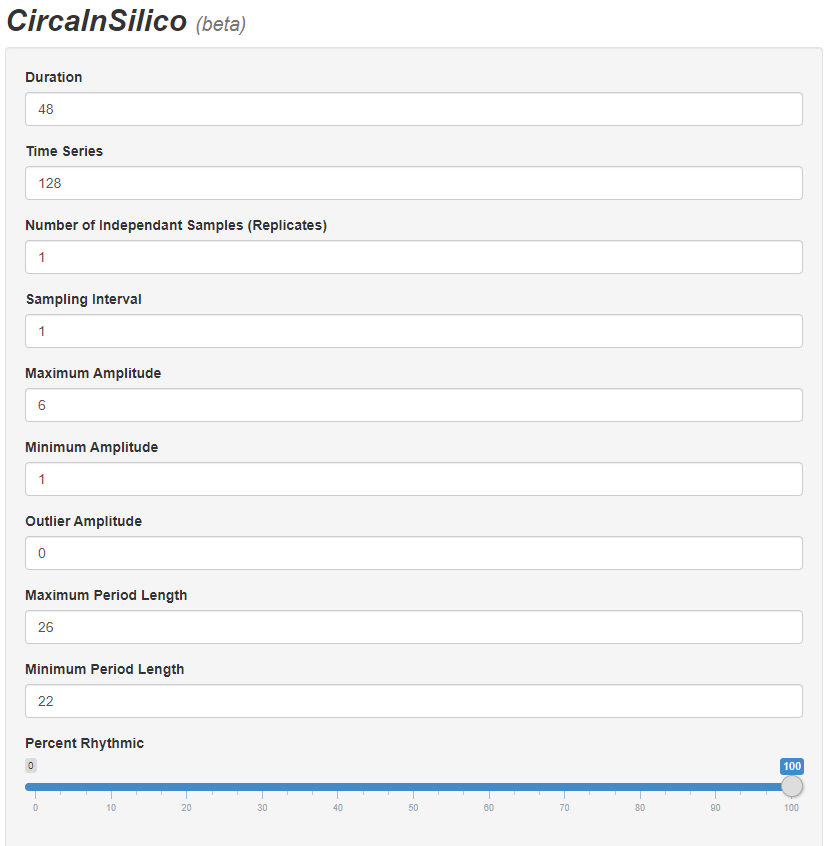 CircaInSilico (beta)
Duration
48
Time Series
128
Number of Independant Samples (Replicates)
1
Sampling Interval
1
Maximum Amplitude
6
Minimum Amplitude
1
Outlier Amplitude
0
Maximum Period Length
26
Minimum Period Length
22
Percent Rhythmic
0 100
0 10 20 30 40 50 60 70 80 90 100